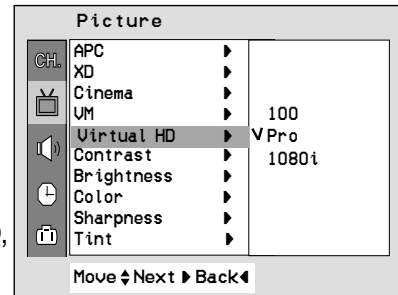 Picture
CH.
APC
XD
Cinema
VM
Virtual HD
Contrast
Brightness
Color
Sharpness
Tint
100
Pro
1080i
,
Move Next Back